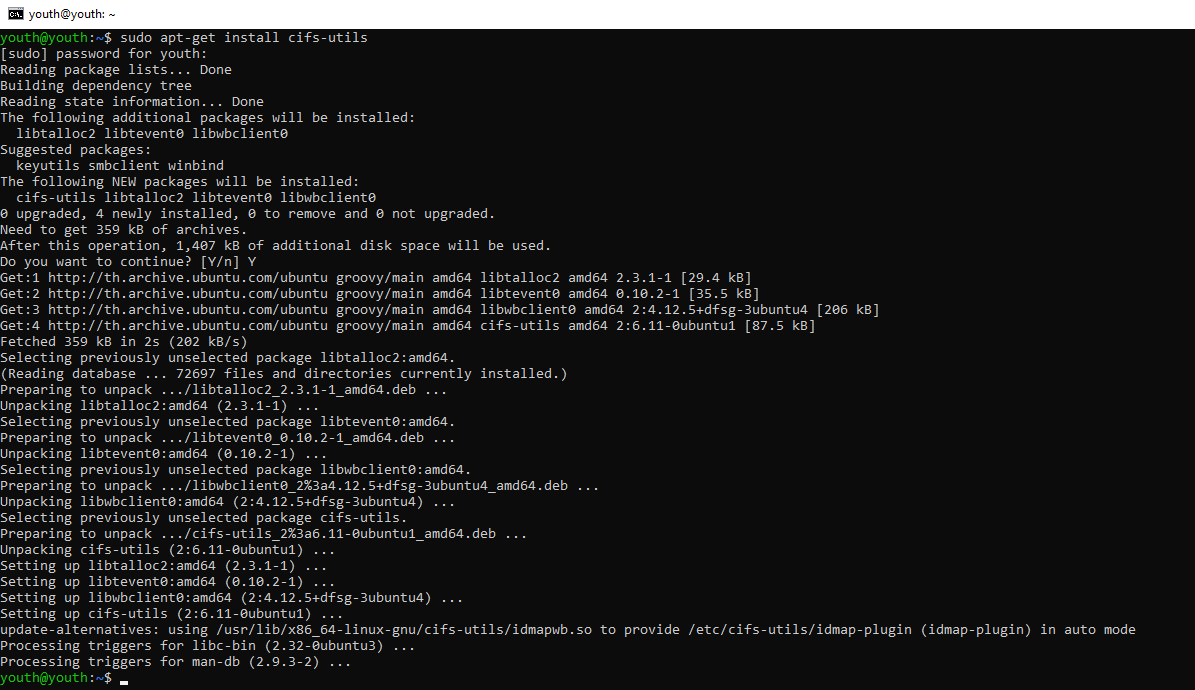 youth@youth: ~
youth@youth:~$ sudo apt-get install cifs-utils
[sudo] password for youth:
Reading package lists... Done
Building dependency tree
Reading state information... Done
The following additional packages will be installed:
  libtalloc2 libtevent0 libwbclient0
Suggested packages:
  keyutils smbclient winbind
The following NEW packages will be installed:
  cifs-utils libtalloc2 libtevent0 libwbclient0
0 upgraded, 4 newly installed, 0 to remove and 0 not upgraded.
Need to get 359 kB of archives.
After this operation, 1,407 kB of additional disk space will be used.
Do you want to continue? [Y/n] Y
Get:1 http://th.archive.ubuntu.com/ubuntu groovy/main amd64 libtalloc2 amd64 2.3.1-1 [29.4 kB]
Get:2 http://th.archive.ubuntu.com/ubuntu groovy/main amd64 libtevent0 amd64 0.10.2-1 [35.5 kB]
Get:3 http://th.archive.ubuntu.com/ubuntu groovy/main amd64 libwbclient0 amd64 2:4.12.5+dfsg-3ubuntu4 [206 kB]
Get:4 http://th.archive.ubuntu.com/ubuntu groovy/main amd64 cifs-utils amd64 2:6.11-0ubuntu1 [87.5 kB]
Fetched 359 kB in 2s (202 kB/s)
Selecting previously unselected package libtalloc2:amd64.
(Reading database ... 72697 files and directories currently installed.)
Preparing to unpack .../libtalloc2_2.3.1-1_amd64.deb ...
Unpacking libtalloc2:amd64 (2.3.1-1) ...
Selecting previously unselected package libtevent0:amd64.
Preparing to unpack .../libtevent0_0.10.2-1_amd64.deb ...
Unpacking libtevent0:amd64 (0.10.2-1) ...
Selecting previously unselected package libwbclient0:amd64.
Preparing to unpack .../libwbclient0_2%3a4.12.5+dfsg-3ubuntu4_amd64.deb ...
Unpacking libwbclient0:amd64 (2:4.12.5+dfsg-3ubuntu4) ...
Selecting previously unselected package cifs-utils.
Preparing to unpack .../cifs-utils_2%3a6.11-0ubuntu1_amd64.deb ...
Unpacking cifs-utils (2:6.11-0ubuntu1) ...
Setting up libtalloc2:amd64 (2.3.1-1) ...
Setting up libtevent0:amd64 (0.10.2-1) ...
Setting up libwbclient0:amd64 (2:4.12.5+dfsg-3ubuntu4) ...
Setting up cifs-utils (2:6.11-0ubuntu1) ...
update-alternatives: using /usr/lib/x86_64-linux-gnu/cifs-utils/idmapwb.so to provide /etc/cifs-utils/idmap-plugin (idmap-plugin) in auto mode
Processing triggers for libc-bin (2.32-0ubuntu3) ...
Processing triggers for man-db (2.9.3-2) ...
youth@youth:~$